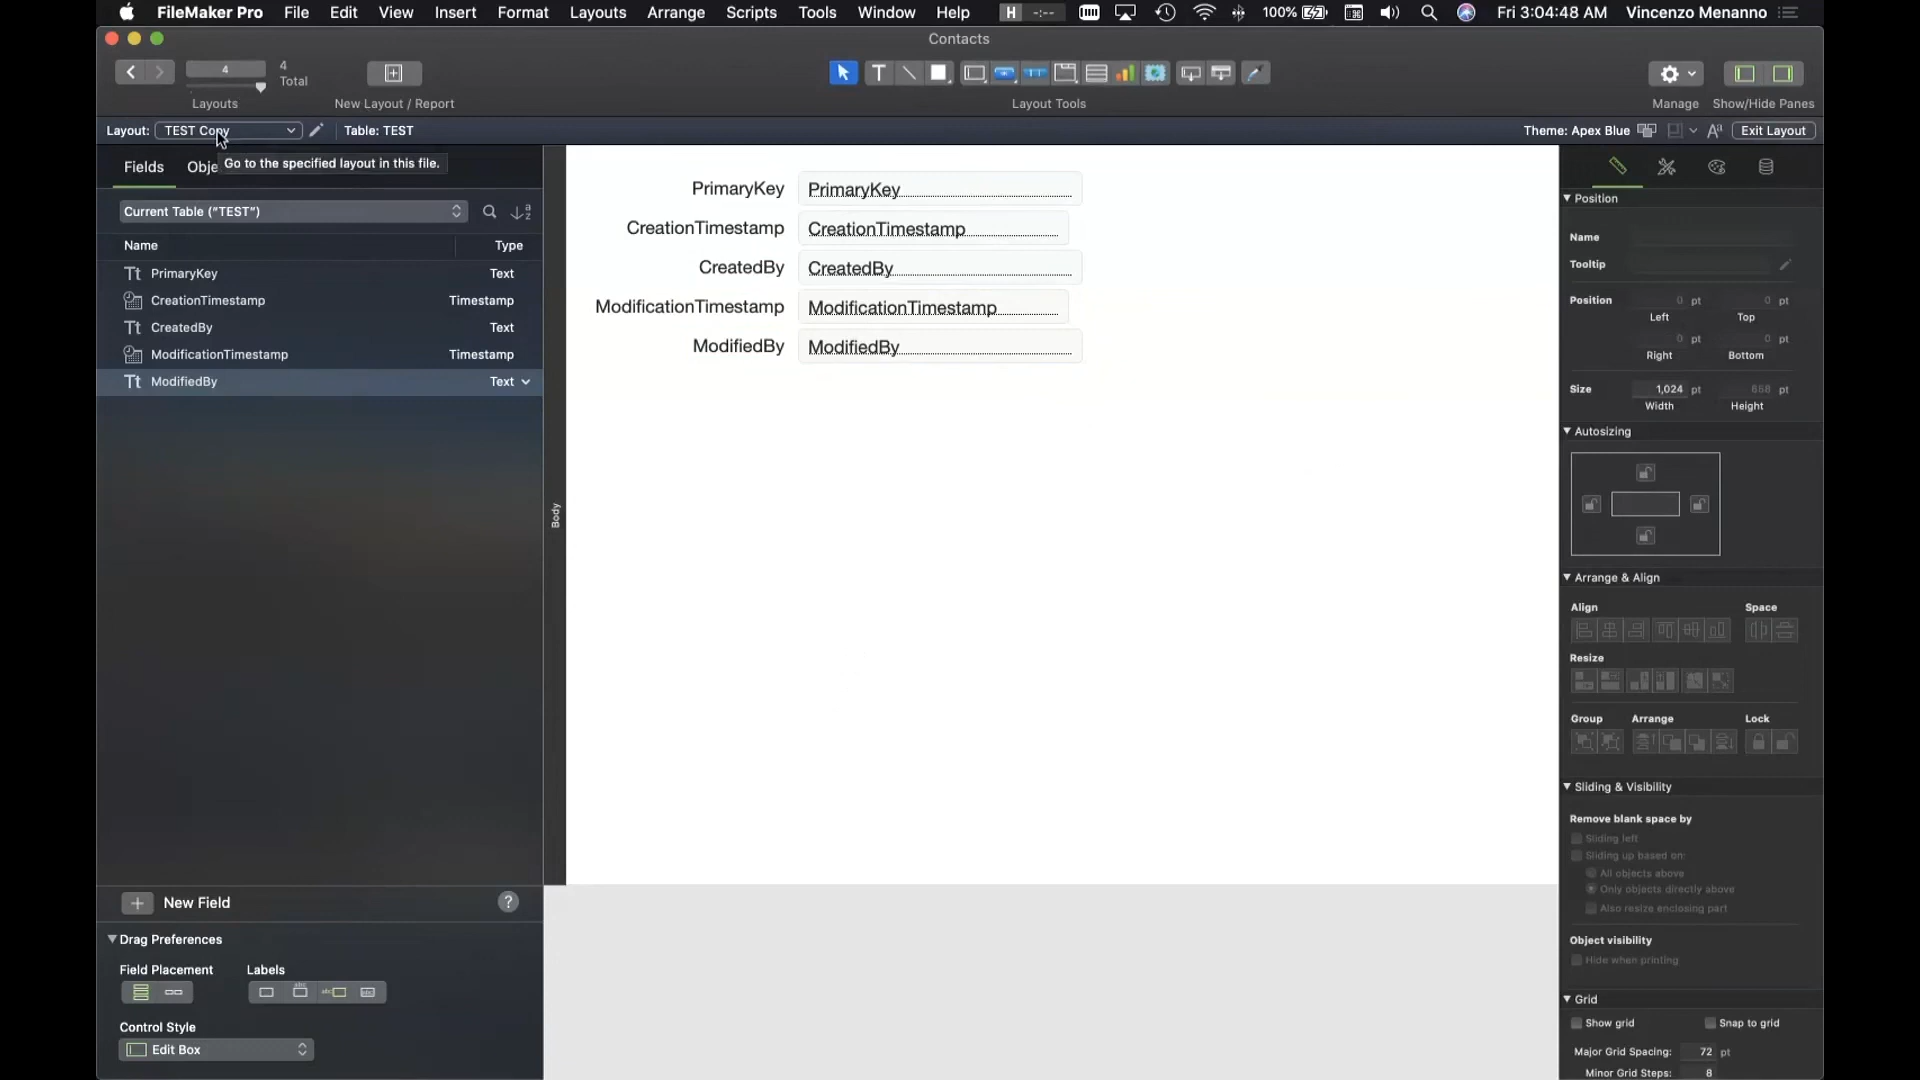 FileMaker Pro File Edit View Insert Format Layouts Arrange Scripts Tools Window Help H -:-- 100% Fri 3:04:48 AM Vincenzo Menanno
Contacts
4
4
Total
Layouts
New Layout / Report
Layout Tools
Manage
Show/Hide Panes
Layout: TEST Copy Table: TEST Theme: Apex Blue Exit Layout
Go to the specified layout in this file.
Fields Obje
Current Table ("TEST")
Name Type
PrimaryKey Text
CreationTimestamp Timestamp
CreatedBy Text
ModificationTimestamp Timestamp
ModifiedBy Text
New Field ?
Drag Preferences
Field Placement Labels
Control Style
Edit Box
Body
PrimaryKey PrimaryKey
CreationTimestamp CreationTimestamp
CreatedBy CreatedBy
ModificationTimestamp ModificationTimestamp
ModifiedBy ModifiedBy
Position
Name
Tooltip
Position 0 pt 0 pt
Left Top
0 pt 0 pt
Right Bottom
Size 1,024 pt 658 pt
Width Height
Autosizing
Arrange & Align
Align Space
Resize
Group Arrange Lock
Sliding & Visibility
Remove blank space by
Sliding left
Sliding up based on:
All objects above
Only objects directly above
Also resize enclosing part
Object visibility
Hide when printing
Grid
Show grid Snap to grid
Major Grid Spacing: 72 pt
Minor Grid Steps: 8